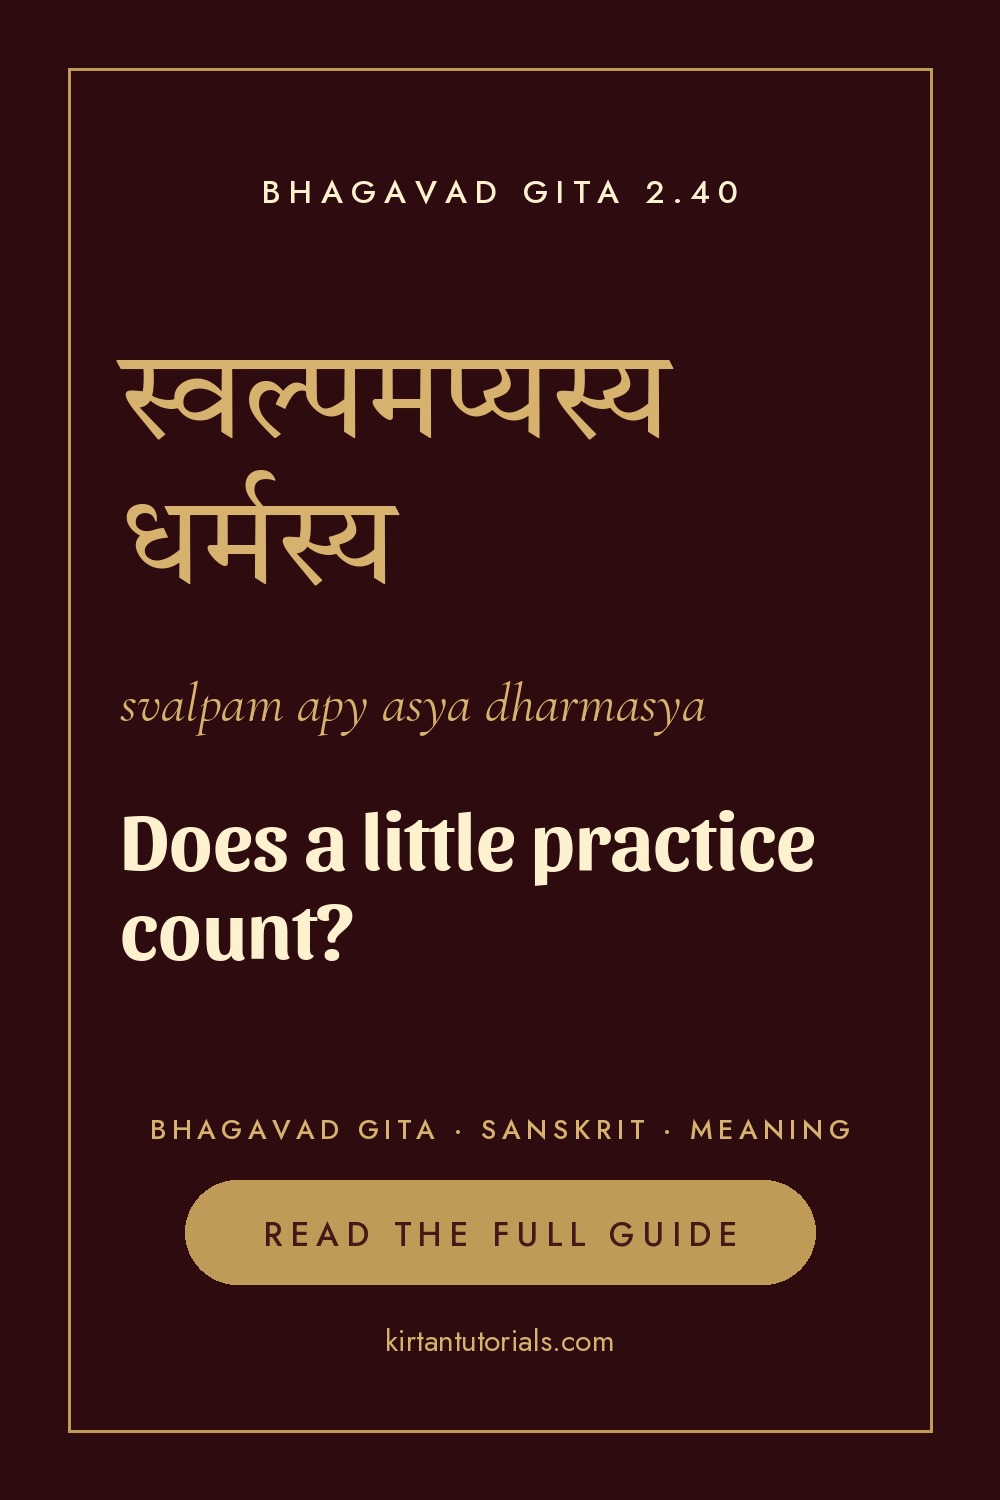 BHAGAVAD GITA 2.40
स्वल्पमप्यस्य
धर्मस्य
svalpam apy asya dharmasya
Does a little practice
count?
BHAGAVAD GITA · SANSKRIT · MEANING
READ THE FULL GUIDE
kirtantutorials.com